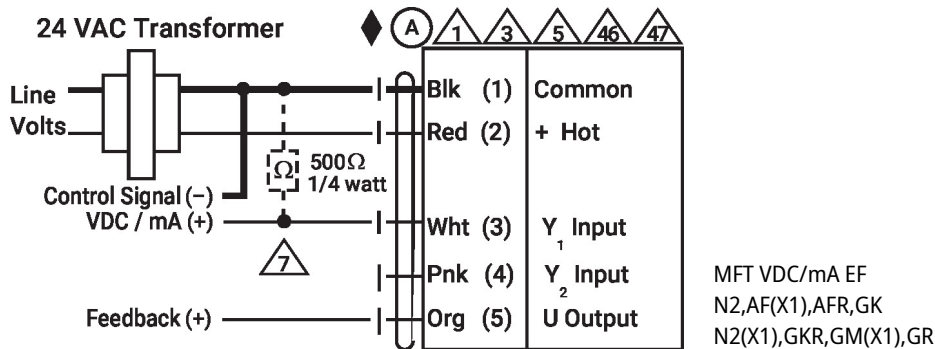 24 VAC Transformer
A 1 3 5 46 47
Line
Volts
Blk (1) Common
Red (2) + Hot
Ω 500Ω
1/4 watt
Control Signal (–)
VDC / mA (+)
Wht (3) Y1 Input
7
Pnk (4) Y2 Input
Feedback (+)
Org (5) U Output
MFT VDC/mA EF
N2,AF(X1),AFR,GK
N2(X1),GKR,GM(X1),GR